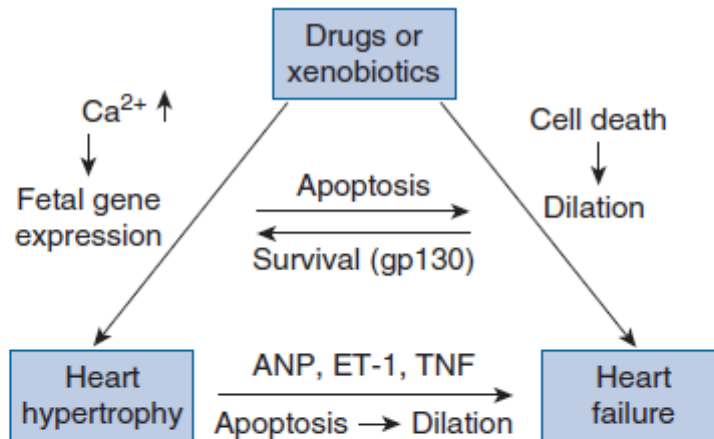 Drugs or
xenobiotics
Ca²⁺ ↑
Cell death
Fetal gene
expression
Apoptosis
Dilation
Survival (gp130)
Heart
hypertrophy
ANP, ET-1, TNF
Apoptosis → Dilation
Heart
failure